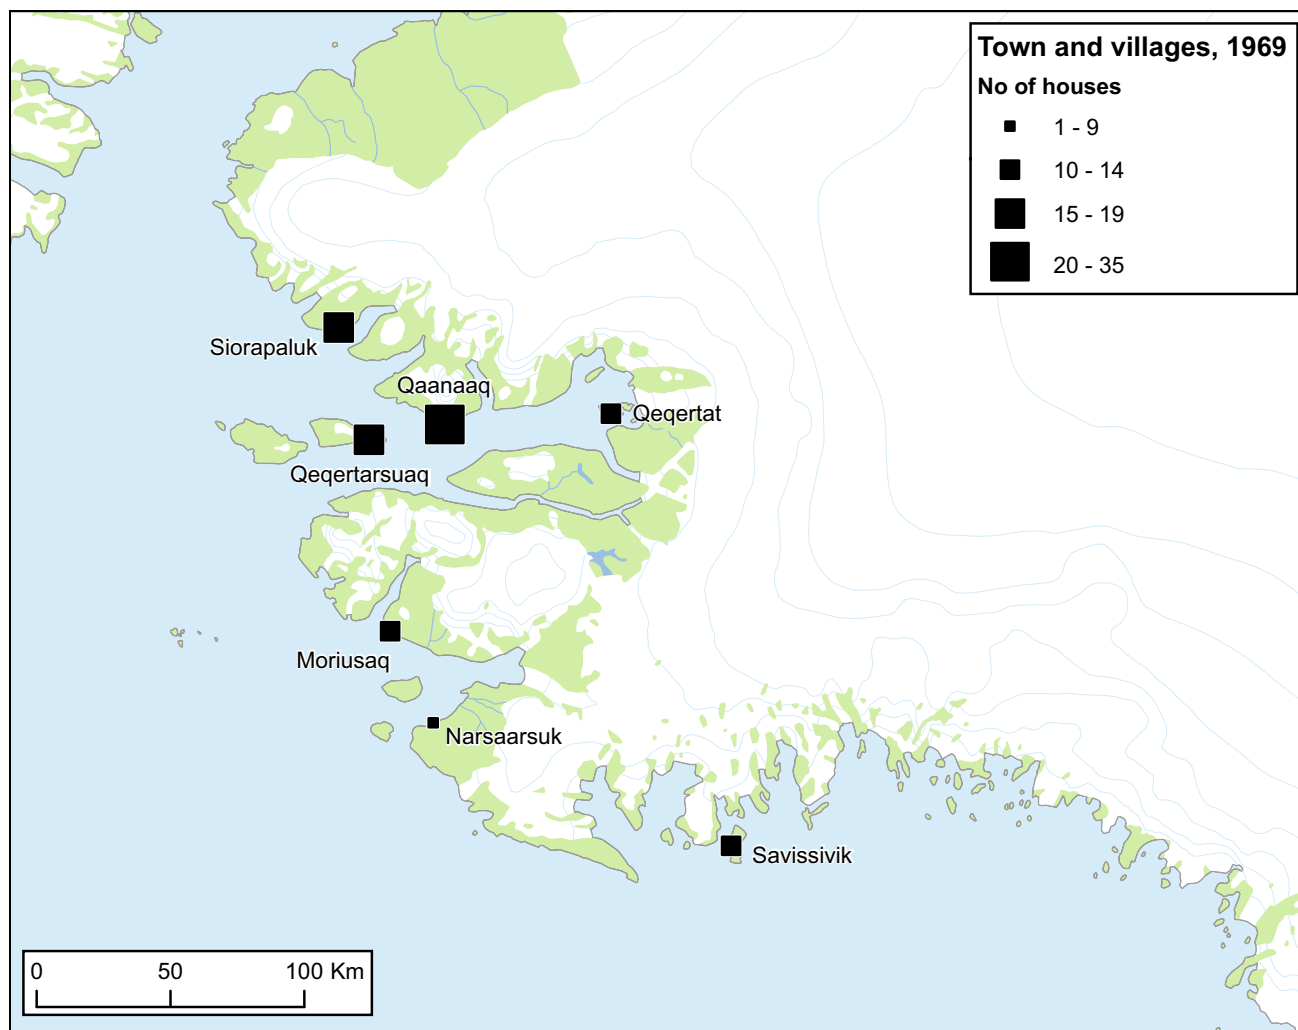 Town and villages, 1969
No of houses
1 - 9
10 - 14
15 - 19
20 - 35
Siorapaluk
Qaanaaq
Qeqertat
Qeqertarsuaq
Moriusaq
Narsaarsuk
Savissivik
0 50 100 Km